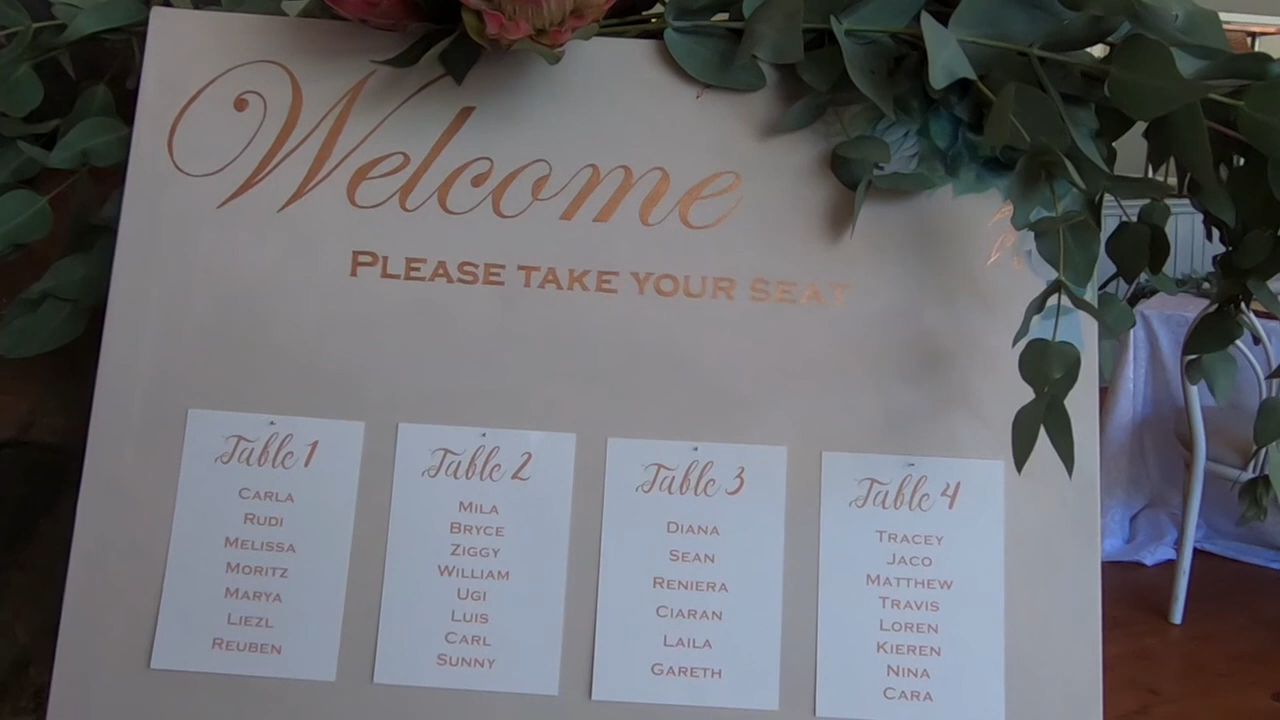 Welcome
PLEASE TAKE YOUR SEAT
Table 1
CARLA
RUDI
MELISSA
MORITZ
MARYA
LIEZL
REUBEN
Table 2
MILA
BRYCE
ZIGGY
WILLIAM
UGI
LUIS
CARL
SUNNY
Table 3
DIANA
SEAN
RENIERA
CIARAN
LAILA
GARETH
Table 4
TRACEY
JACO
MATTHEW
TRAVIS
LOREN
KIEREN
NINA
CARA